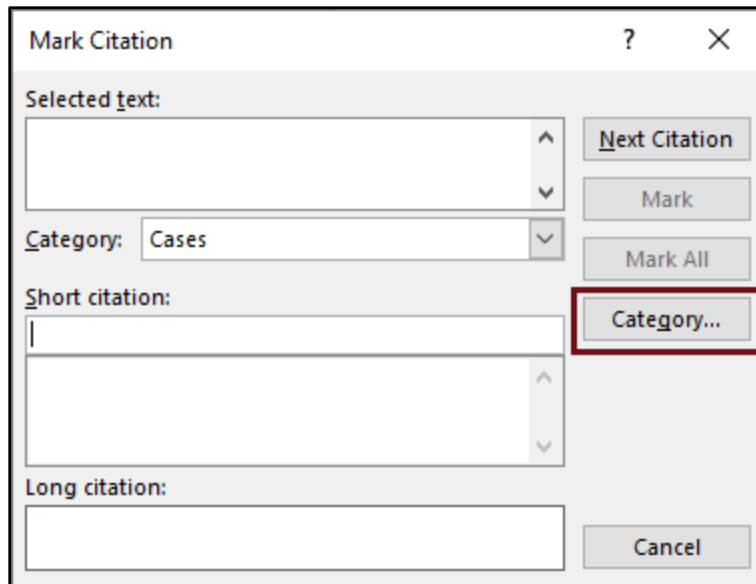 Mark Citation ? ×
Selected text:
Next Citation
Mark
Category: Cases
Mark All
Short citation:
Category...
Long citation:
Cancel